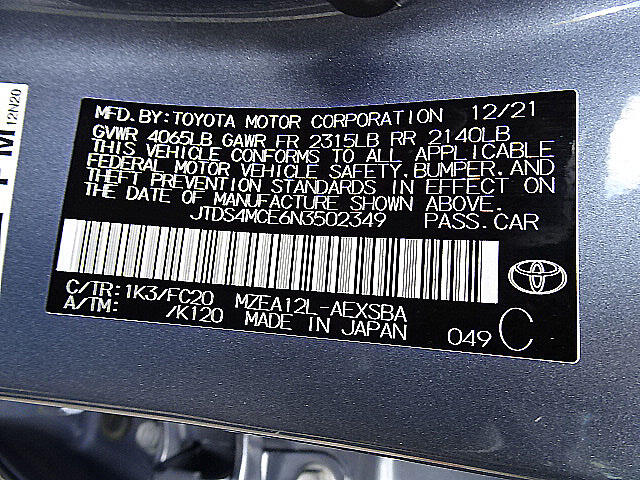 MFD.BY:TOYOTA MOTOR CORPORATION 12/21
GVWR 4065LB GAWR FR 2315LB RR 2140LB
THIS VEHICLE CONFORMS TO ALL APPLICABLE
FEDERAL MOTOR VEHICLE SAFETY, BUMPER, AND
THEFT PREVENTION STANDARDS IN EFFECT ON
THE DATE OF MANUFACTURE SHOWN ABOVE.
JTDS4MCE6N3502349 PASS.CAR
C/TR: 1K3/FC20 MZEA12L-AEXSBA
A/TM: /K120 MADE IN JAPAN
049 C
12N20